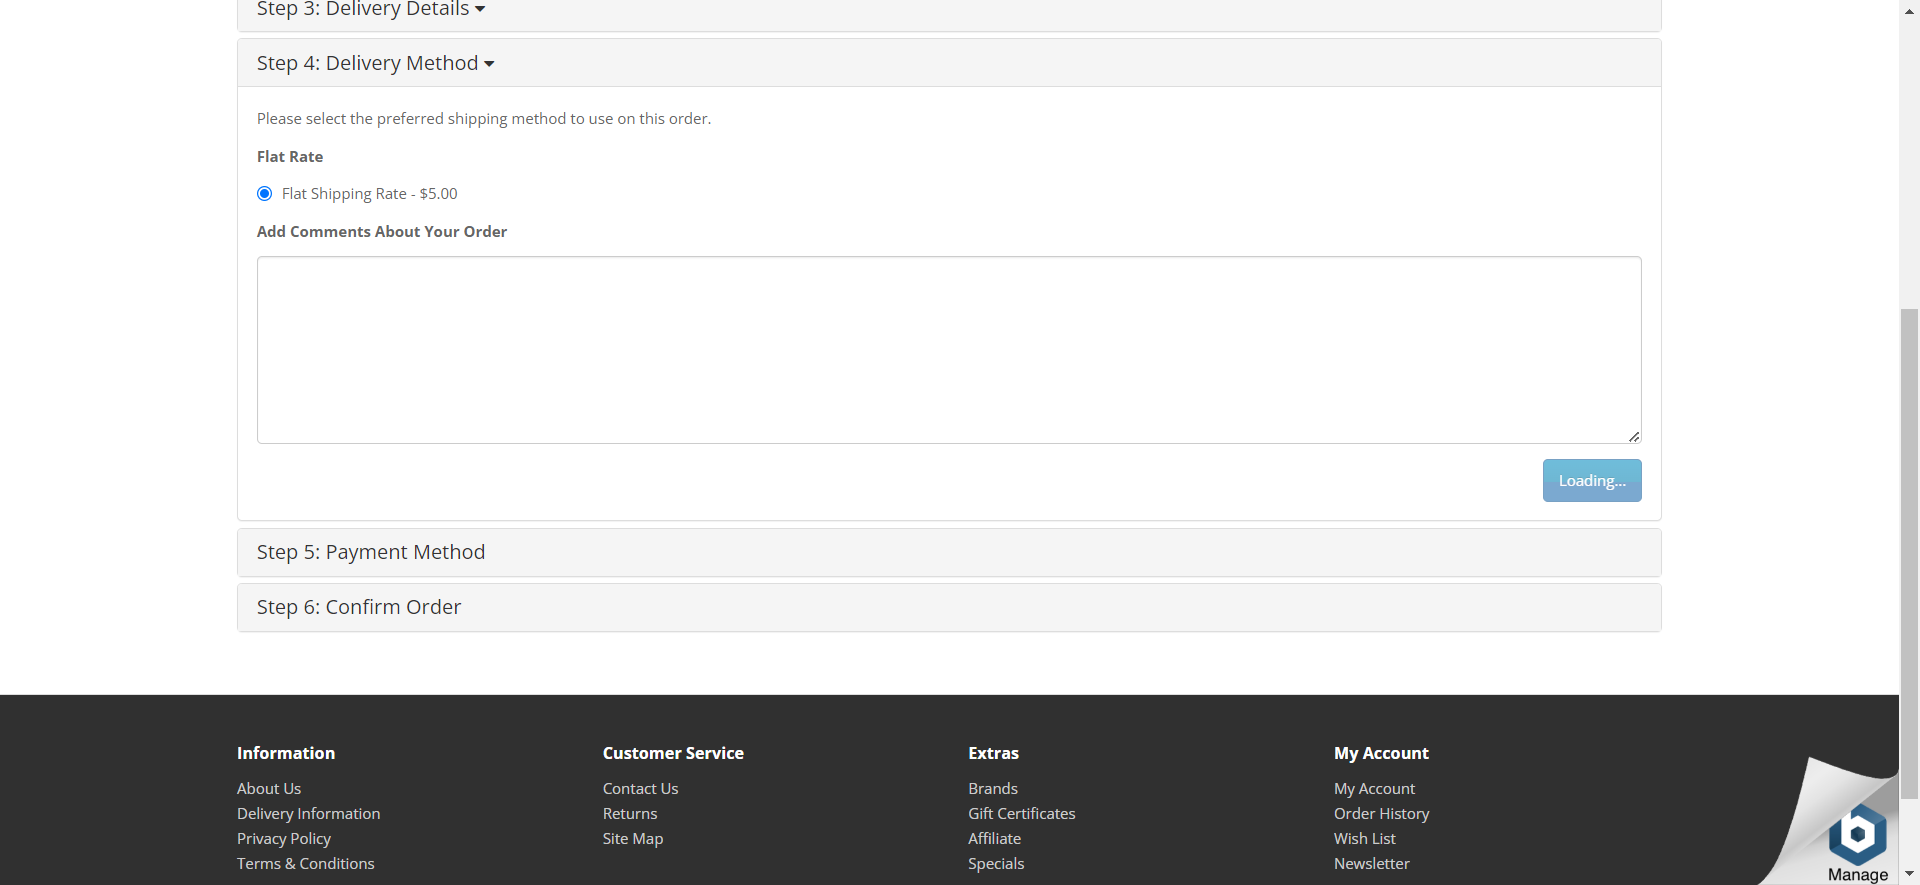 Step 3: Delivery Details
Step 4: Delivery Method
Please select the preferred shipping method to use on this order.
Flat Rate
Flat Shipping Rate - $5.00
Add Comments About Your Order
Loading...
Step 5: Payment Method
Step 6: Confirm Order
Information
About Us
Delivery Information
Privacy Policy
Terms & Conditions
Customer Service
Contact Us
Returns
Site Map
Extras
Brands
Gift Certificates
Affiliate
Specials
My Account
My Account
Order History
Wish List
Newsletter
b
Manage